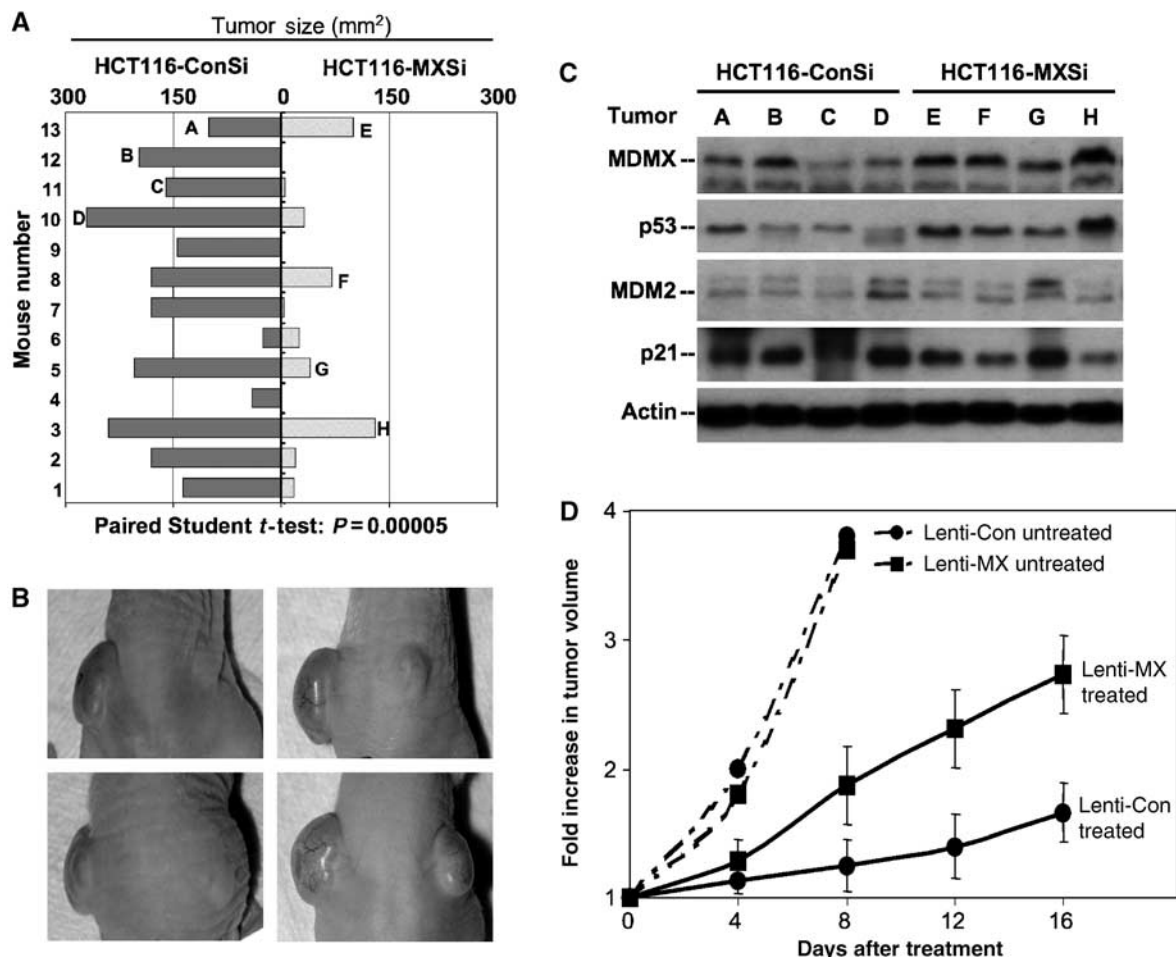 A
Tumor size (mm²)
HCT116-ConSi HCT116-MXSi
300 150 0 150 300
Mouse number
13 A E
12 B
11 C
10 D
9
8 F
7
6
5 G
4
3 H
2
1
Paired Student t-test: P = 0.00005
B
C
HCT116-ConSi HCT116-MXSi
Tumor A B C D E F G H
MDMX --
p53 --
MDM2 --
p21 --
Actin --
D
Fold increase in tumor volume
4
3
2
1
0 4 8 12 16
Days after treatment
Lenti-Con untreated
Lenti-MX untreated
Lenti-MX
treated
Lenti-Con
treated